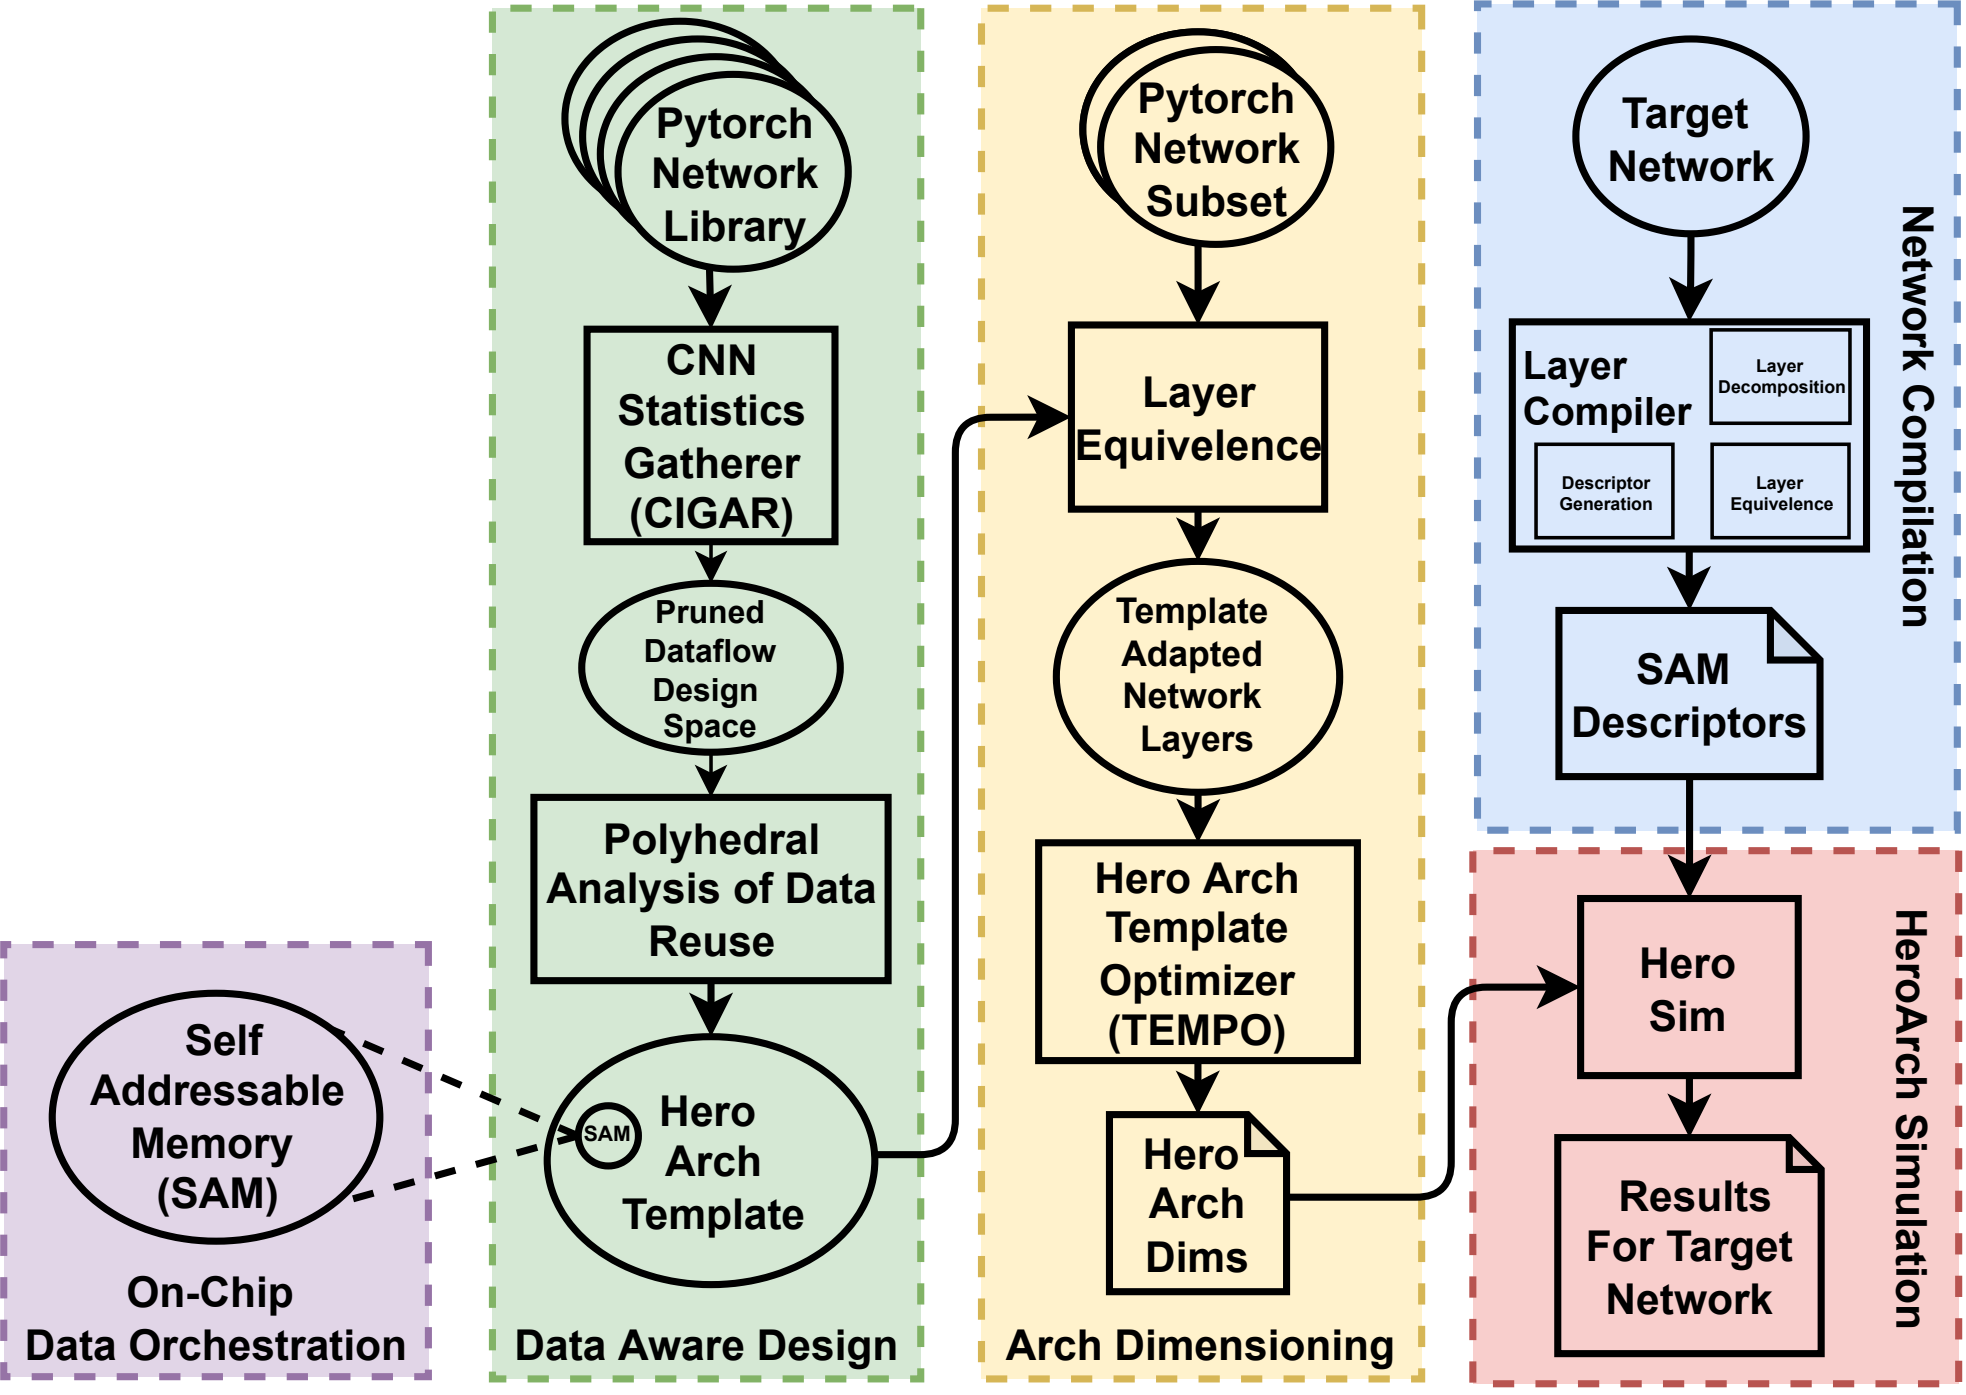 Pytorch
Network
Library
CNN
Statistics
Gatherer
(CIGAR)
Pruned
Dataflow
Design
Space
Polyhedral
Analysis of Data
Reuse
Hero
Arch
Template
SAM
Data Aware Design
Self
Addressable
Memory
(SAM)
On-Chip
Data Orchestration
Pytorch
Network
Subset
Layer
Equivelence
Template
Adapted
Network
Layers
Hero Arch
Template
Optimizer
(TEMPO)
Hero
Arch
Dims
Arch Dimensioning
Target
Network
Layer
Compiler
Layer
Decomposition
Descriptor
Generation
Layer
Equivelence
SAM
Descriptors
Network Compilation
Hero
Sim
Results
For Target
Network
HeroArch Simulation